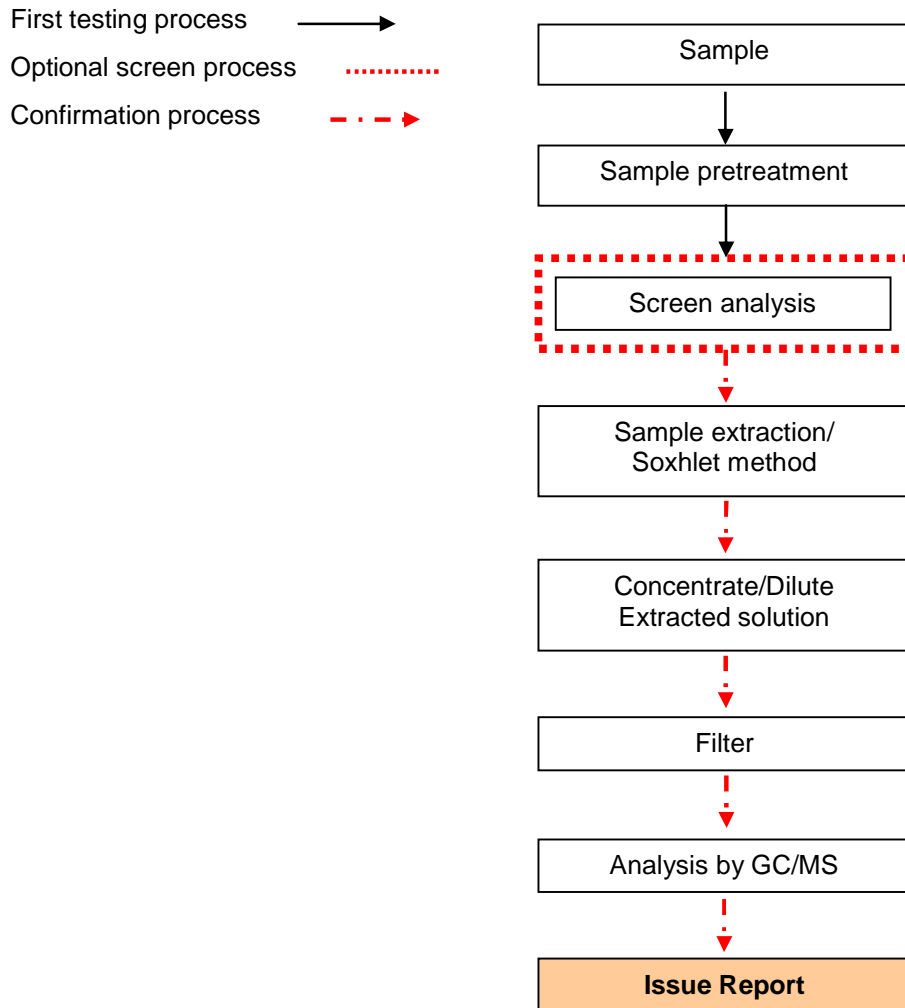 First testing process
Optional screen process
Confirmation process
Sample
Sample pretreatment
Screen analysis
Sample extraction/
Soxhlet method
Concentrate/Dilute
Extracted solution
Filter
Analysis by GC/MS
Issue Report